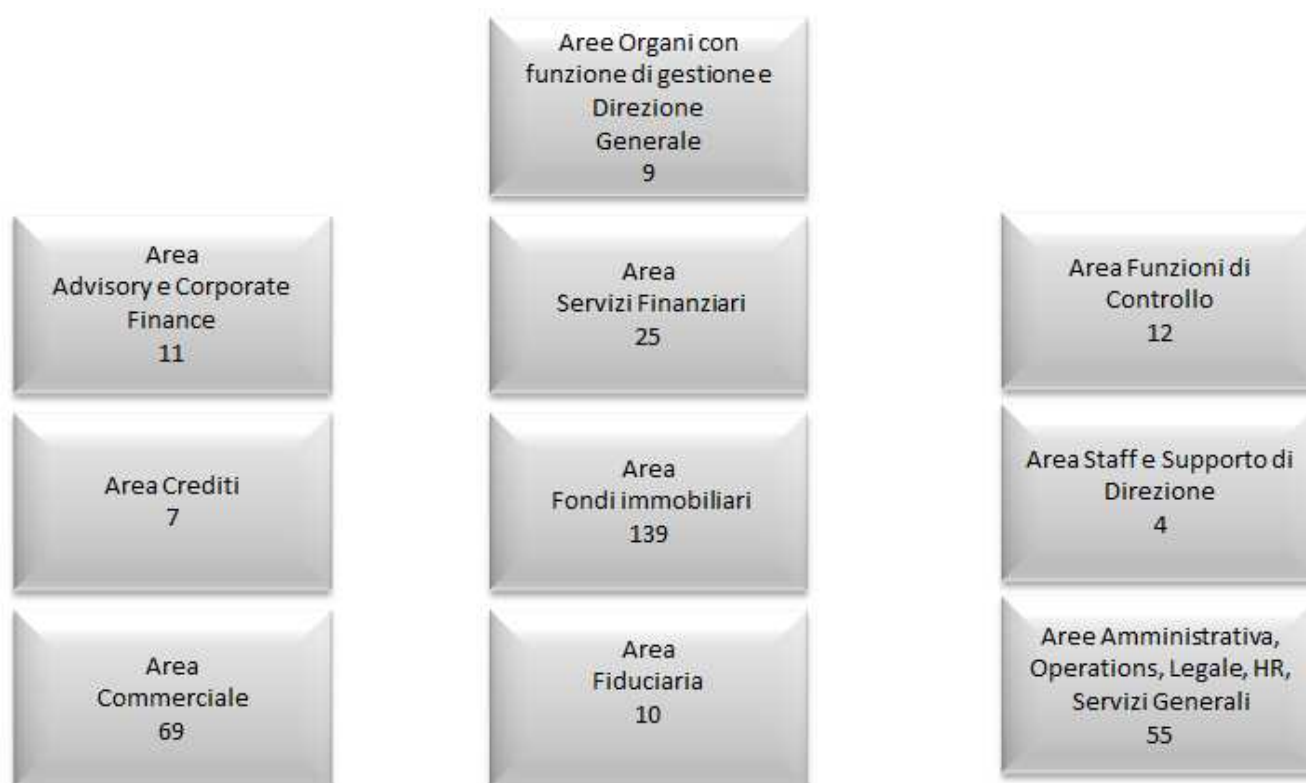 Aree Organi con
funzione di gestione e
Direzione
Generale
9
Area
Advisory e Corporate
Finance
11
Area
Servizi Finanziari
25
Area Funzioni di
Controllo
12
Area Crediti
7
Area
Fondi immobiliari
139
Area Staff e Supporto di
Direzione
4
Area
Commerciale
69
Area
Fiduciaria
10
Aree Amministrativa,
Operations, Legale, HR,
Servizi Generali
55